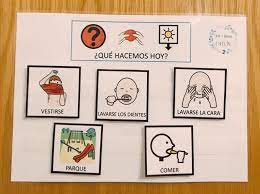 ¿QUÉ HACEMOS HOY?
VESTIRSE
LAVARSE LOS DIENTES
LAVARSE LA CARA
PARQUE
COMER